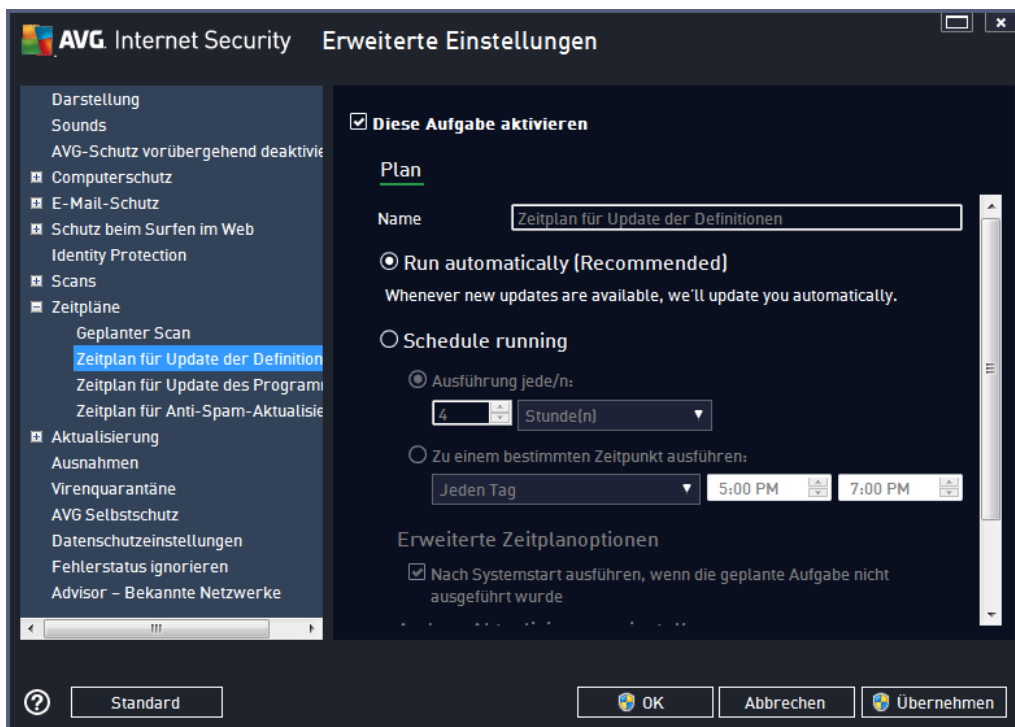 AVG. Internet Security Erweiterte Einstellungen
Darstellung
Sounds
AVG-Schutz vorübergehend deaktivie
Computerschutz
E-Mail-Schutz
Schutz beim Surfen im Web
Identity Protection
Scans
Zeitpläne
Geplanter Scan
Zeitplan für Update der Definition
Zeitplan für Update des Program
Zeitplan für Anti-Spam-Aktualisie
Aktualisierung
Ausnahmen
Virenquarantäne
AVG Selbstschutz
Datenschutzeinstellungen
Fehlerstatus ignorieren
Advisor – Bekannte Netzwerke
Diese Aufgabe aktivieren
Plan
Name Zeitplan für Update der Definitionen
Run automatically (Recommended)
Whenever new updates are available, we'll update you automatically.
Schedule running
Ausführung jede/n:
4 Stunde(n)
Zu einem bestimmten Zeitpunkt ausführen:
Jeden Tag 5:00 PM 7:00 PM
Erweiterte Zeitplanoptionen
Nach Systemstart ausführen, wenn die geplante Aufgabe nicht
ausgeführt wurde
Standard OK Abbrechen Übernehmen